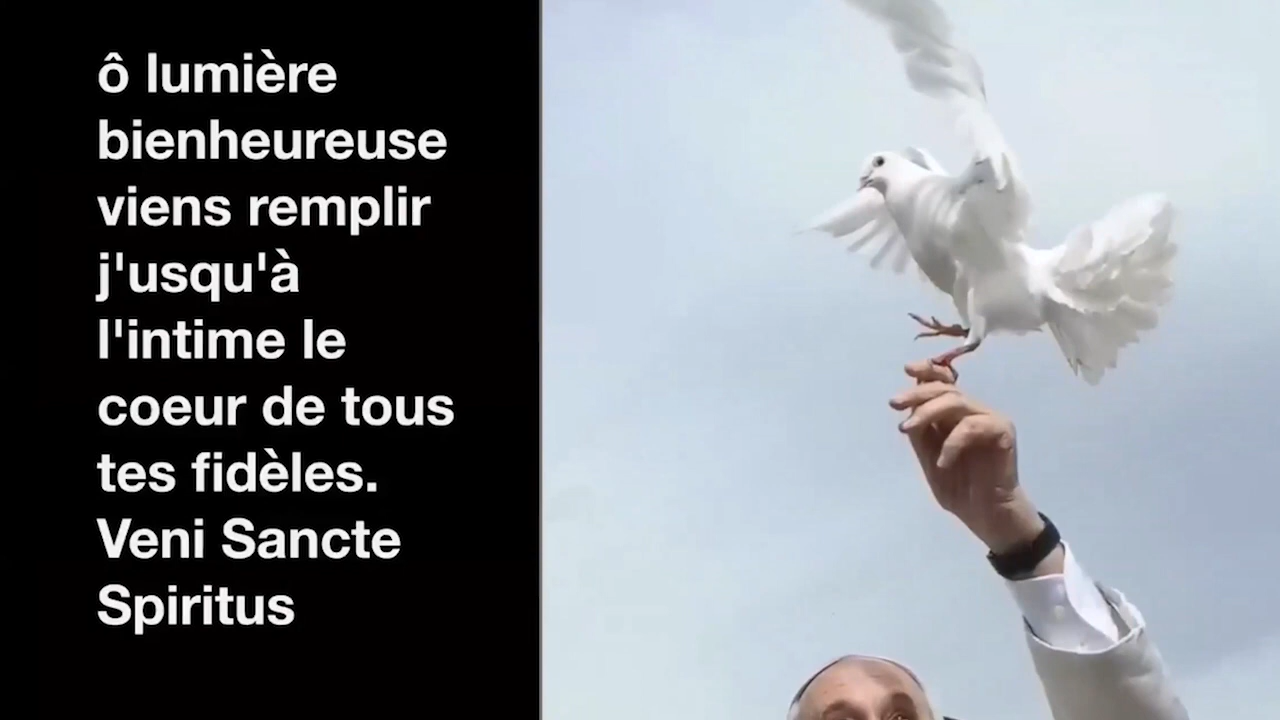 ô lumière
bienheureuse
viens remplir
j'usqu'à
l'intime le
coeur de tous
tes fidèles.
Veni Sancte
Spiritus